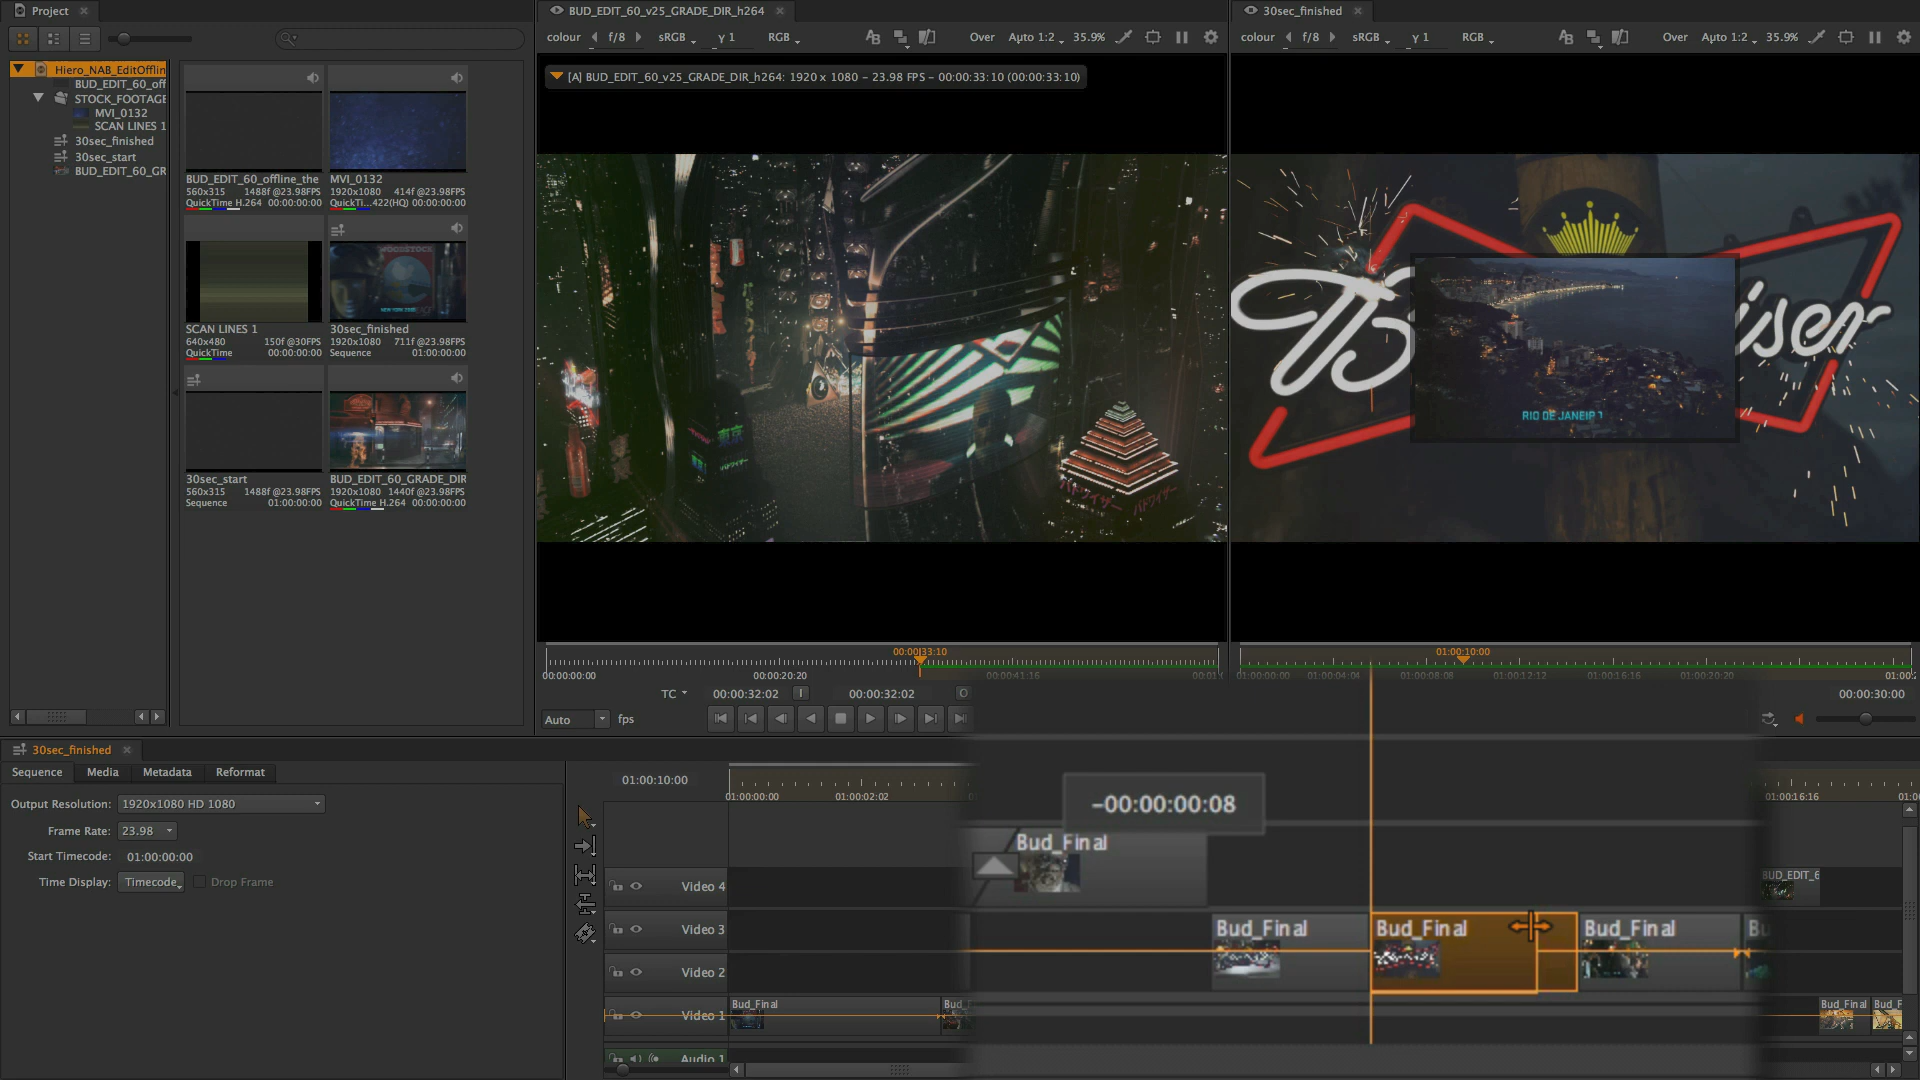 Project
BUD_EDIT_60_v25_GRADE_DIR_h264
30sec_finished
colour f/8 sRGB y 1 RGB Over Auto 1:2 35.9%
colour f/8 sRGB y 1 RGB Over Auto 1:2 35.9%
[A] BUD_EDIT_60_v25_GRADE_DIR_h264: 1920 x 1080 – 23.98 FPS – 00:00:33:10 (00:00:33:10)
Hiero_NAB_EditOfflin
BUD_EDIT_60_off
STOCK_FOOTAGE
MVI_0132
SCAN LINES 1
30sec_finished
30sec_start
BUD_EDIT_60_GR
BUD_EDIT_60_offline_the
560x315 1488f @23.98FPS
QuickTime H.264 00:00:00:00
MVI_0132
1920x1080 414f @23.98FPS
QuickTi...422(HQ) 00:00:00:00
SCAN LINES 1
640x480 150f @30FPS
QuickTime 00:00:00:00
WOODSTOCK
30sec_finished
1920x1080 711f @23.98FPS
Sequence 01:00:00:00
30sec_start
560x315 1488f @23.98FPS
Sequence 01:00:00:00
BUD_EDIT_60_GRADE_DIR
1920x1080 1440f @23.98FPS
QuickTime H.264 00:00:00:00
東京
バドワイザー
B
iser
RIO DE JANEIR
00:00:33:10
00:00:00:00 00:00:20:20 00:00:41:16 00:01:
01:00:10:00
01:00:00:00 01:00:04:04 01:00:08:08 01:00:12:12 01:00:16:16 01:00:20:20 01:00:
TC 00:00:32:02 I 00:00:32:02 O
00:00:30:00
Auto fps
30sec_finished
Sequence Media Metadata Reformat
Output Resolution: 1920x1080 HD 1080
Frame Rate: 23.98
Start Timecode: 01:00:00:00
Time Display: Timecode Drop Frame
01:00:10:00
01:00:00:00 01:00:02:02
01:00:16:16 01:0
-00:00:00:08
Bud_Final
Video 4
BUD_EDIT_6
Video 3
Bud_Final Bud_Final Bud_Final Bu
Video 2
Video 1
Bud_Final Bud_F
Bud_Final Bud_F
Audio 1